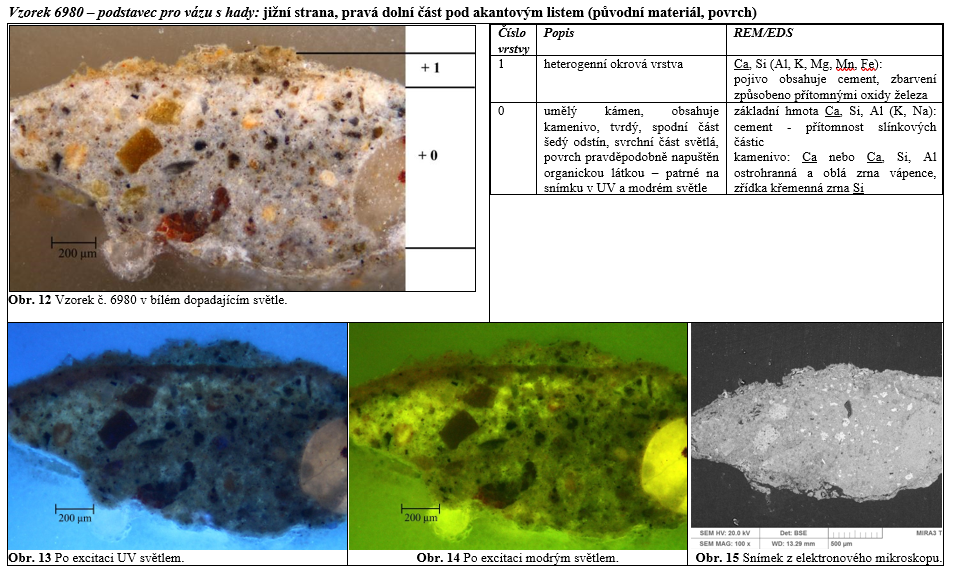 Vzorek 6980 – podstavec pro vázu s hady: jižní strana, pravá dolní část pod akantovým listem (původní materiál, povrch)
+ 1
+ 0
200 µm
Obr. 12 Vzorek č. 6980 v bílém dopadajícím světle.
Číslo vrstvy
Popis
REM/EDS
1
heterogenní okrová vrstva
Ca, Si (Al, K, Mg, Mn, Fe):
pojivo obsahuje cement, zbarvení
způsobeno přítomnými oxidy železa
0
umělý kámen, obsahuje
kamenivo, tvrdý, spodní část
šedý odstín, svrchní část světlá,
povrch pravděpodobně napuštěn
organickou látkou – patrné na
snímku v UV a modrém světle
základní hmota Ca, Si, Al (K, Na):
cement - přítomnost slínkových
částic
kamenivo: Ca nebo Ca, Si, Al
ostrohranná a oblá zrna vápence,
zřídka křemenná zrna Si
200 µm
Obr. 13 Po excitaci UV světlem.
200 µm
Obr. 14 Po excitaci modrým světlem.
SEM HV: 20.0 kV
Det: BSE
MIRA3 T
SEM MAG: 100 x
WD: 13.29 mm
500 µm
Obr. 15 Snímek z elektronového mikroskopu.